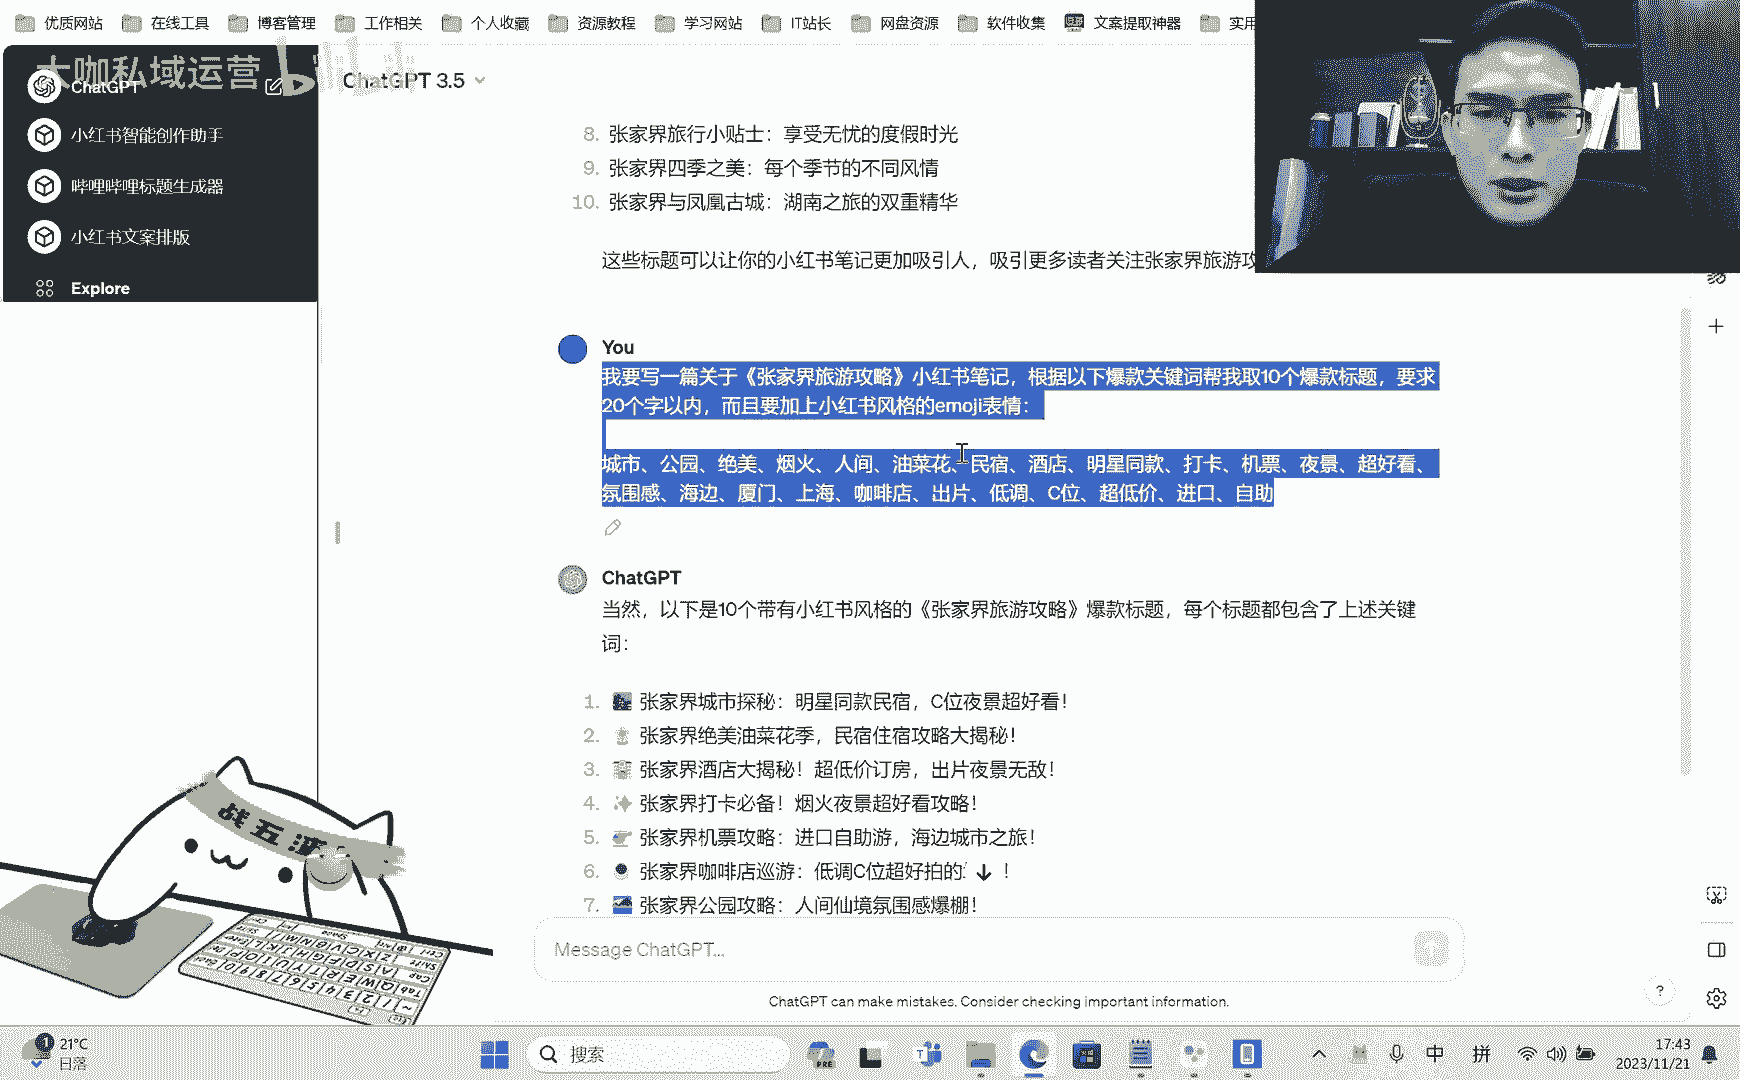 优质网站 在线工具 博客管理 工作相关 个人收藏 资源教程 学习网站 IT站长 网盘资源 软件收集 文案提取神器 实用
大咖私域运营
ChatGPT
ChatGPT 3.5
小红书智能创作助手
哔哩哔哩标题生成器
小红书文案排版
Explore
8. 张家界旅行小贴士：享受无忧的度假时光
9. 张家界四季之美：每个季节的不同风情
10. 张家界与凤凰古城：湖南之旅的双重精华
这些标题可以让你的小红书笔记更加吸引人，吸引更多读者关注张家界旅游攻
You
我要写一篇关于《张家界旅游攻略》小红书笔记，根据以下爆款关键词帮我取10个爆款标题，要求
20个字以内，而且要加上小红书风格的emoji表情：
城市、公园、绝美、烟火、人间、油菜花、民宿、酒店、明星同款、打卡、机票、夜景、超好看、
氛围感、海边、厦门、上海、咖啡店、出片、低调、C位、超低价、进口、自助
ChatGPT
当然，以下是10个带有小红书风格的《张家界旅游攻略》爆款标题，每个标题都包含了上述关键
词：
1. 张家界城市探秘：明星同款民宿，C位夜景超好看！
2. 张家界绝美油菜花季，民宿住宿攻略大揭秘！
3. 张家界酒店大揭秘！超低价订房，出片夜景无敌！
4. 张家界打卡必备！烟火夜景超好看攻略！
5. 张家界机票攻略：进口自助游，海边城市之旅！
6. 张家界咖啡店巡游：低调C位超好拍的 ！
7. 张家界公园攻略：人间仙境氛围感爆棚！
Message ChatGPT…
ChatGPT can make mistakes. Consider checking important information.
?
战五渣
21°C
日落
搜索
PRE
中
拼
17:43
2023/11/21